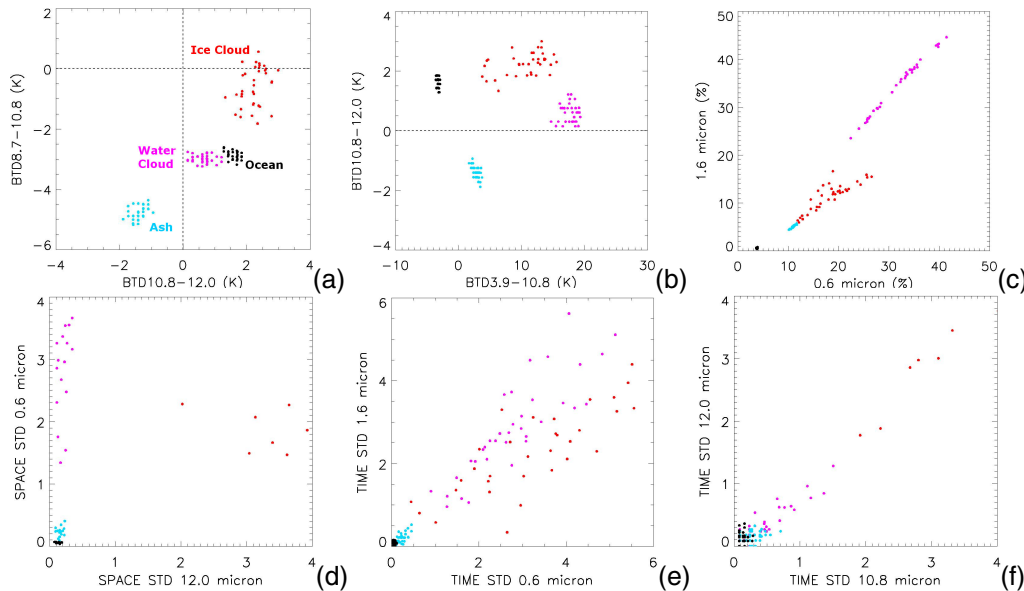 2
0
−2
−4
−6
BTD8.7−10.8 (K)
Ice Cloud
Water
Cloud
Ocean
Ash
−4
−2
0
2
4
BTD10.8−12.0 (K)
(a)
4
2
0
−2
−4
BTD10.8−12.0 (K)
−10
0
10
20
30
BTD3.9−10.8 (K)
(b)
50
40
30
20
10
0
1.6 micron (%)
0
10
20
30
40
50
0.6 micron (%)
(c)
4
3
2
1
0
SPACE STD 0.6 micron
0
1
2
3
4
SPACE STD 12.0 micron
(d)
6
4
2
0
TIME STD 1.6 micron
0
2
4
6
TIME STD 0.6 micron
(e)
4
3
2
1
0
TIME STD 12.0 micron
0
1
2
3
4
TIME STD 10.8 micron
(f)